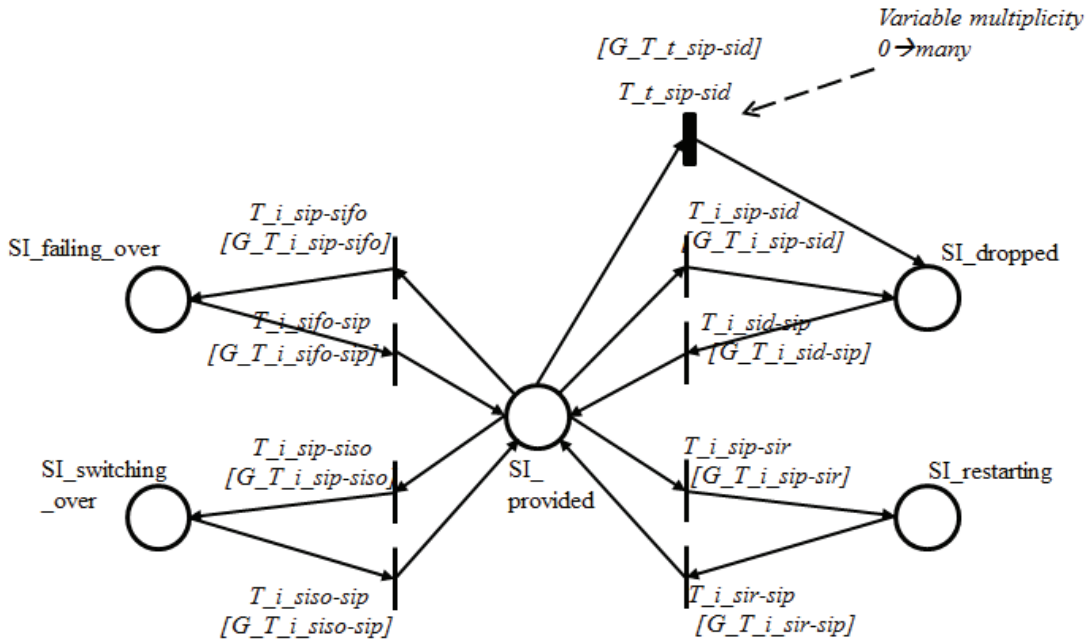 Variable multiplicity
0→many
[G_T_t_sip-sid]
T_t_sip-sid
T_i_sip-sifo
[G_T_i_sip-sifo]
T_i_sip-sid
[G_T_i_sip-sid]
SI_failing_over
SI_dropped
T_i_sifo-sip
[G_T_i_sifo-sip]
T_i_sid-sip
[G_T_i_sid-sip]
T_i_sip-siso
[G_T_i_sip-siso]
SI_
provided
T_i_sip-sir
[G_T_i_sip-sir]
SI_switching
_over
SI_restarting
T_i_siso-sip
[G_T_i_siso-sip]
T_i_sir-sip
[G_T_i_sir-sip]